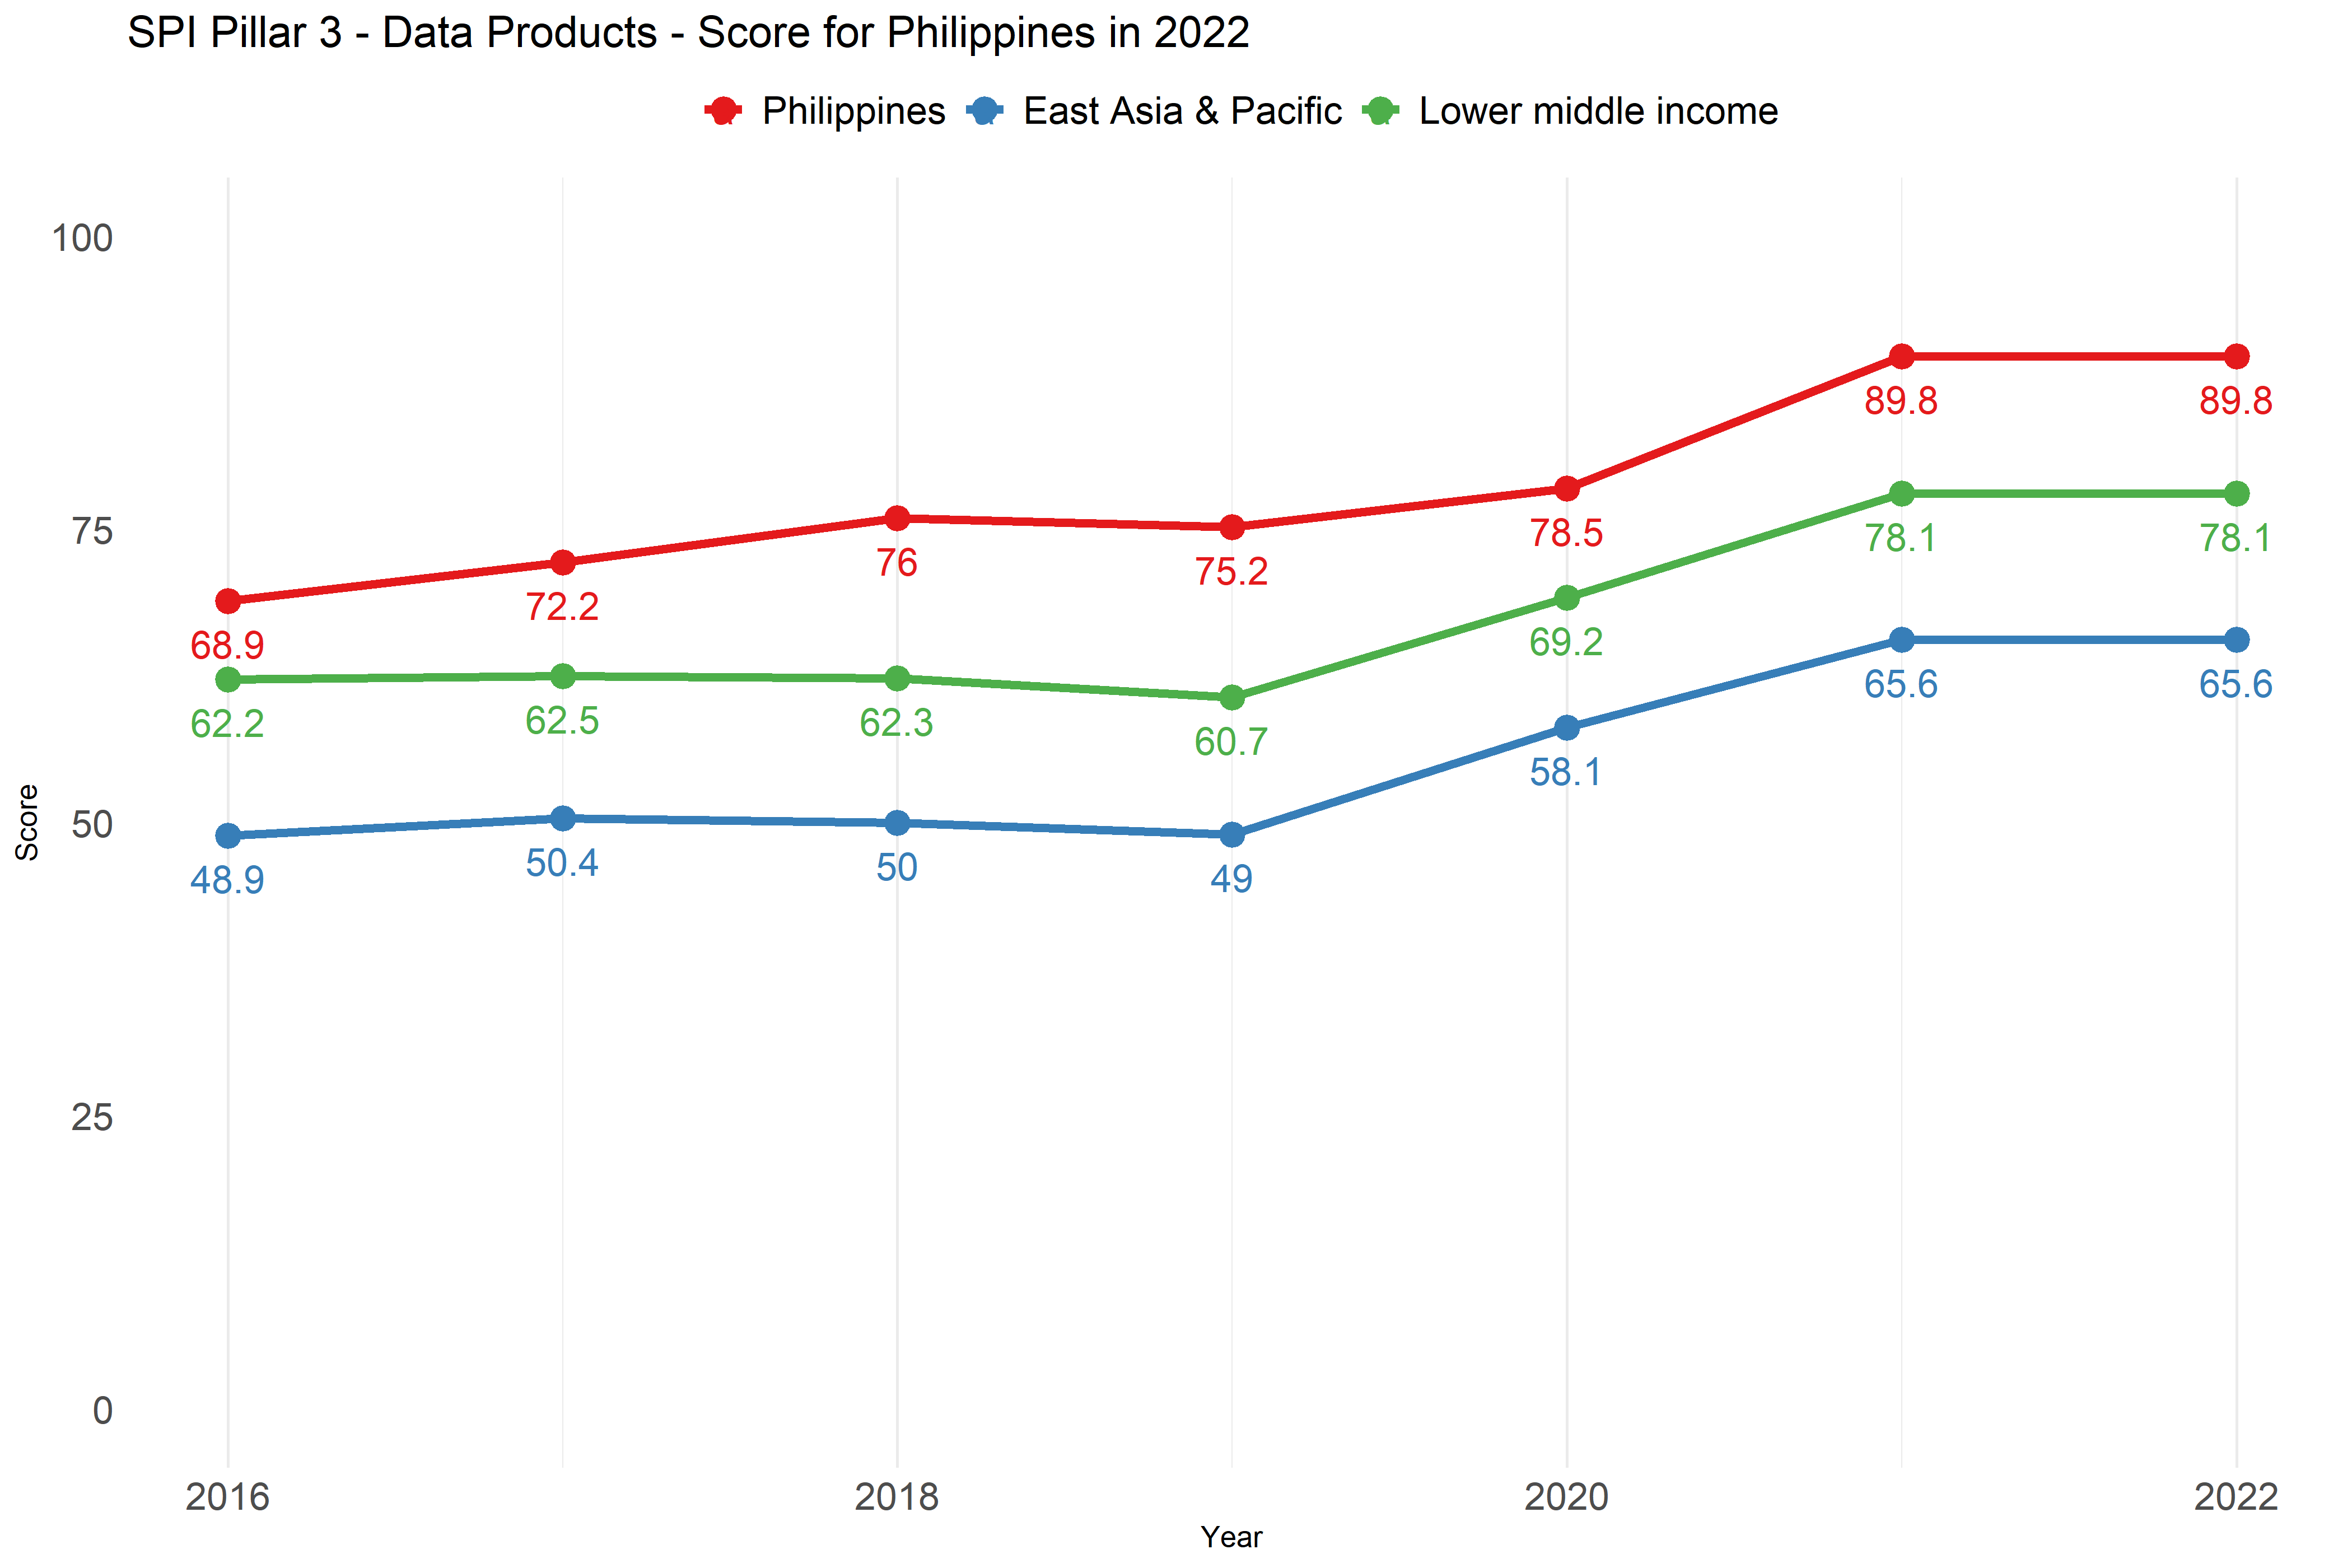 SPI Pillar 3 - Data Products - Score for Philippines in 2022
Philippines East Asia & Pacific Lower middle income
100
75
50
25
0
Score
68.9 72.2 76 75.2 78.5 89.8 89.8
62.2 62.5 62.3 60.7 69.2 78.1 78.1
48.9 50.4 50 49 58.1 65.6 65.6
2016 2018 2020 2022
Year